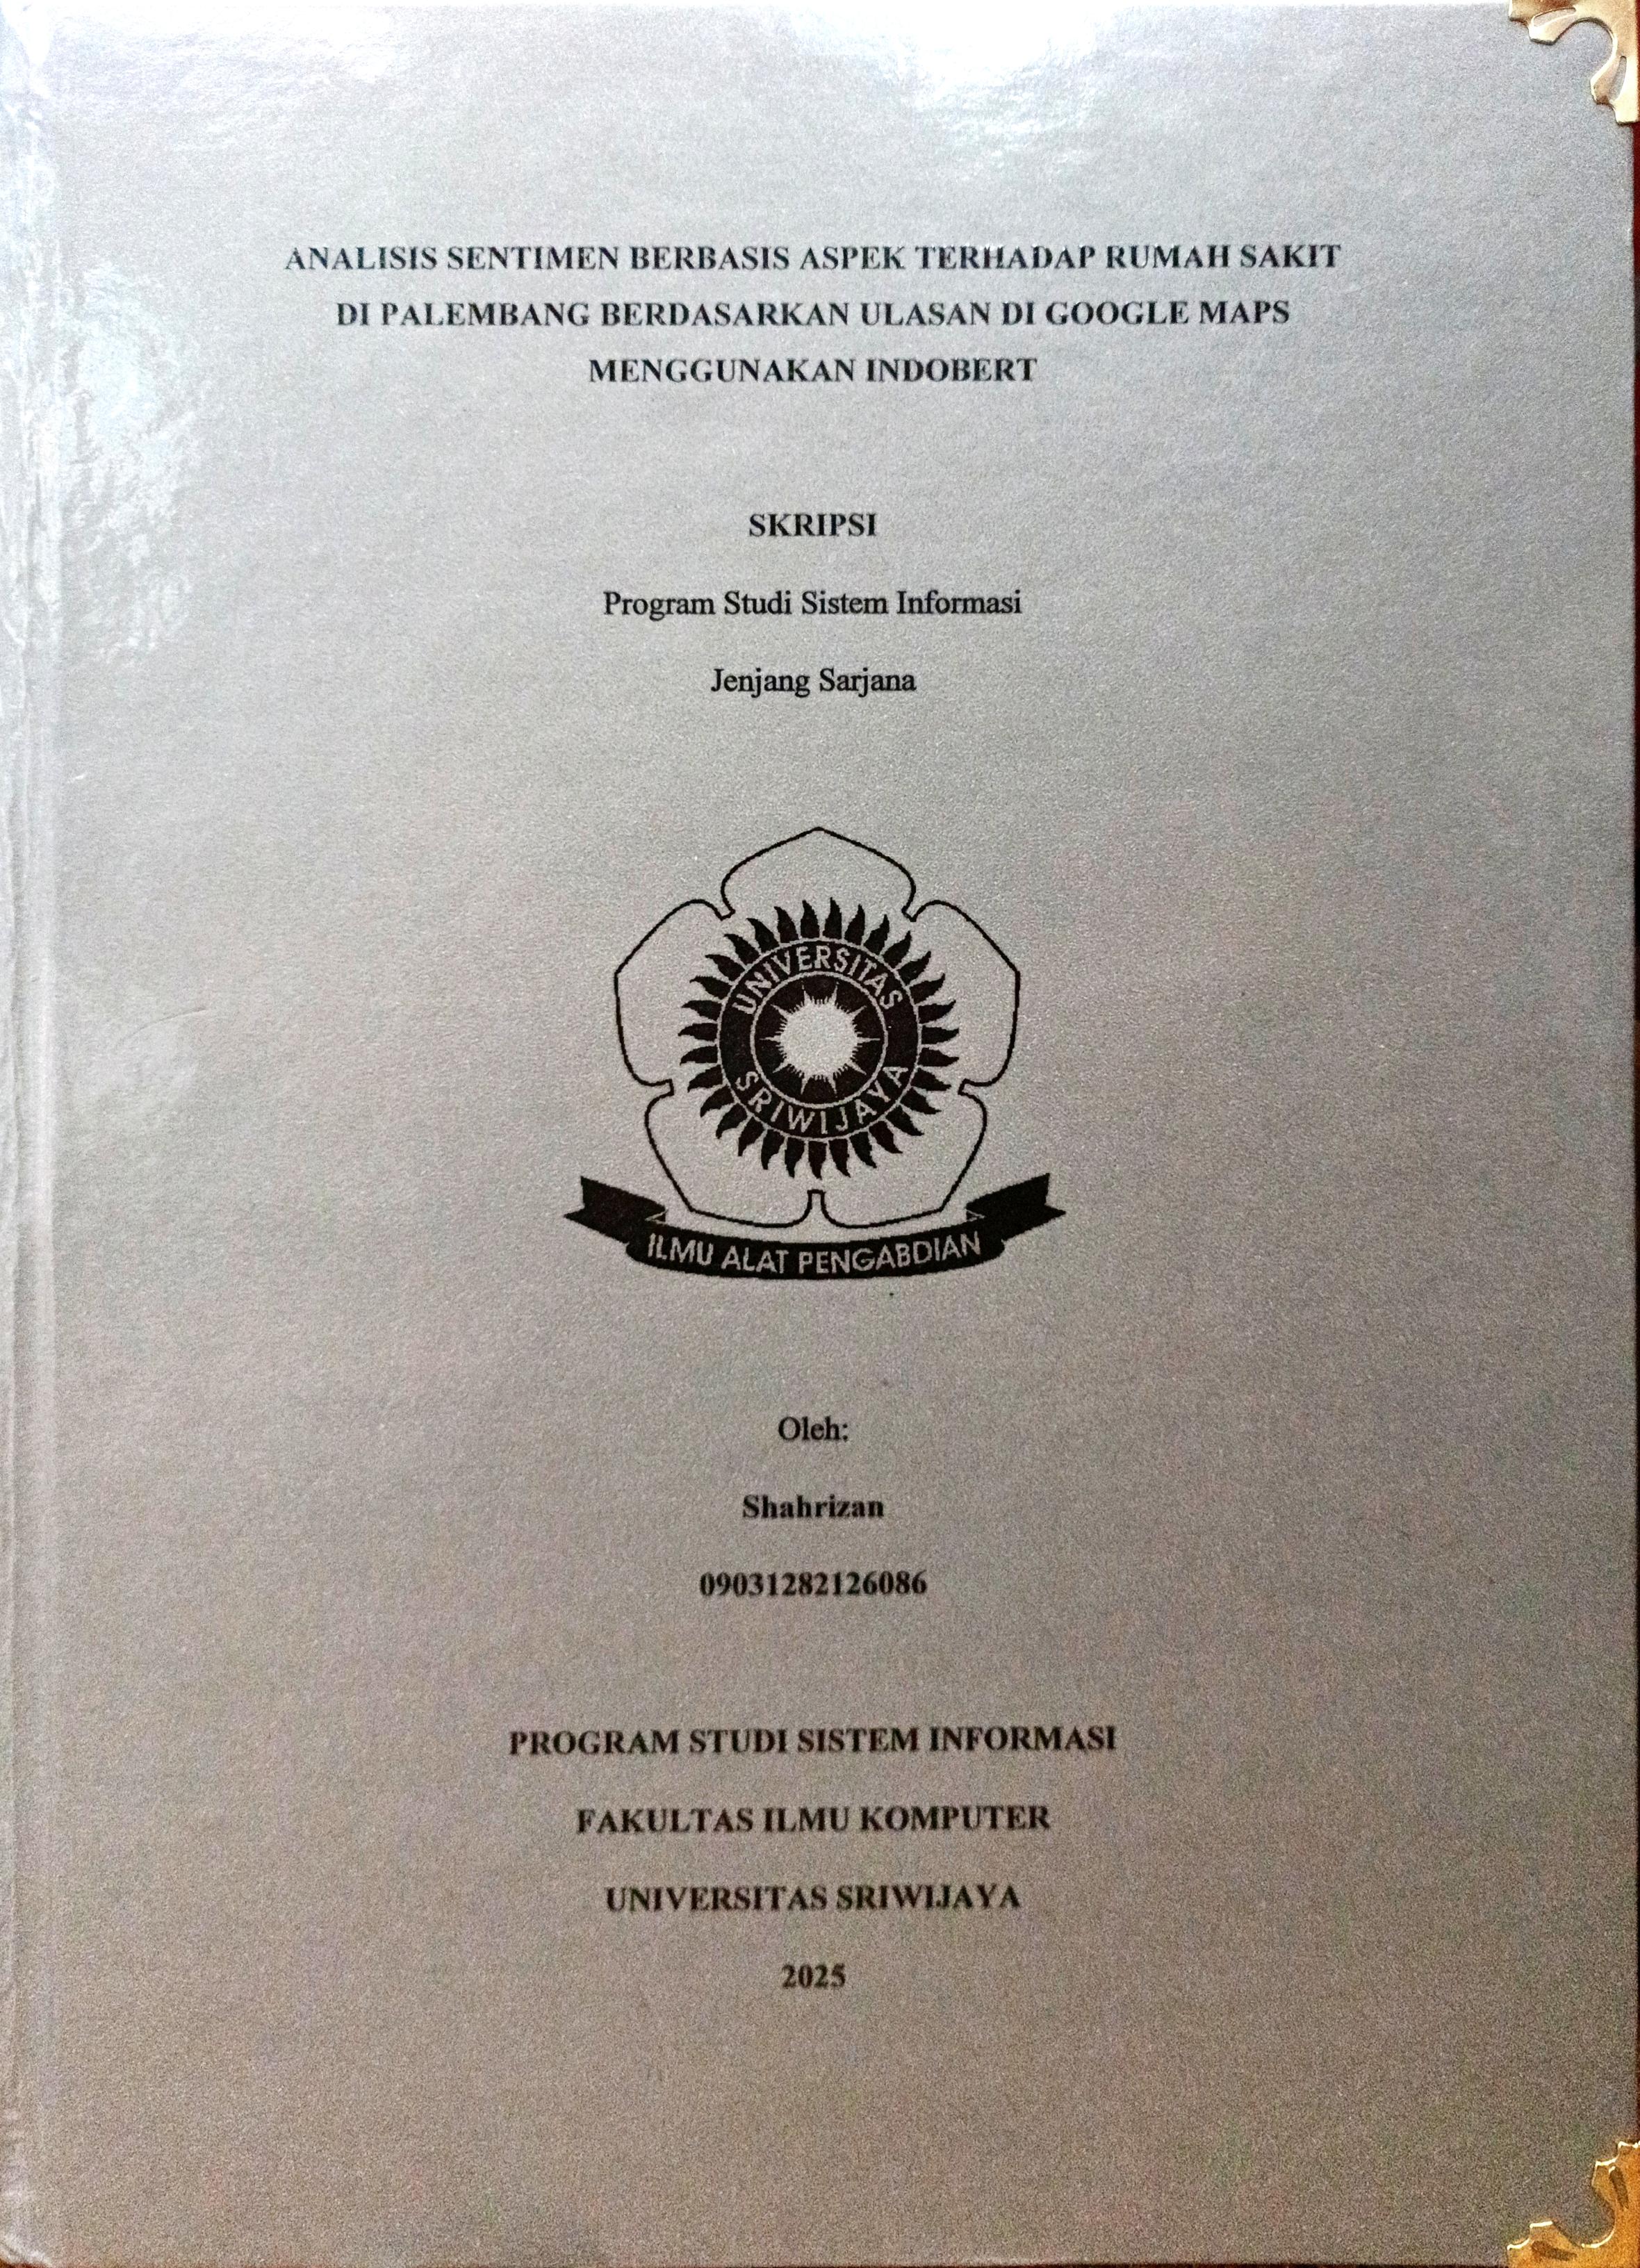 ANALISIS SENTIMEN BERBASIS ASPEK TERHADAP RUMAH SAKIT
DI PALEMBANG BERDASARKAN ULASAN DI GOOGLE MAPS
MENGGUNAKAN INDOBERT
SKRIPSI
Program Studi Sistem Informasi
Jenjang Sarjana
UNIVERSITAS
SRIWIJAYA
ILMU ALAT PENGABDIAN
Oleh:
Shahrizan
09031282126086
PROGRAM STUDI SISTEM INFORMASI
FAKULTAS ILMU KOMPUTER
UNIVERSITAS SRIWIJAYA
2025